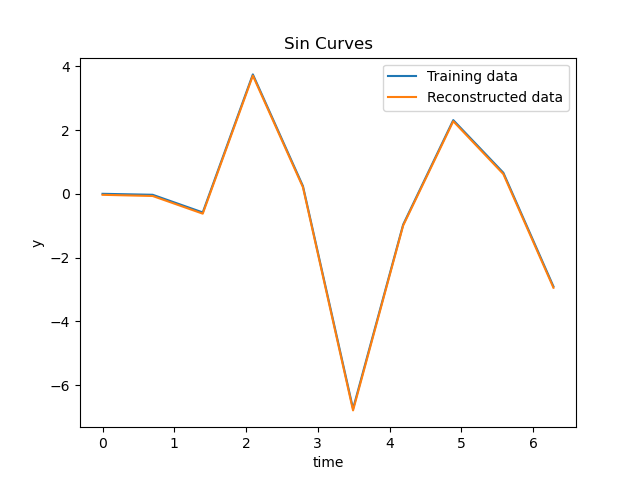 Sin Curves
Training data
Reconstructed data
4
2
0
−2
−4
−6
y
0 1 2 3 4 5 6
time